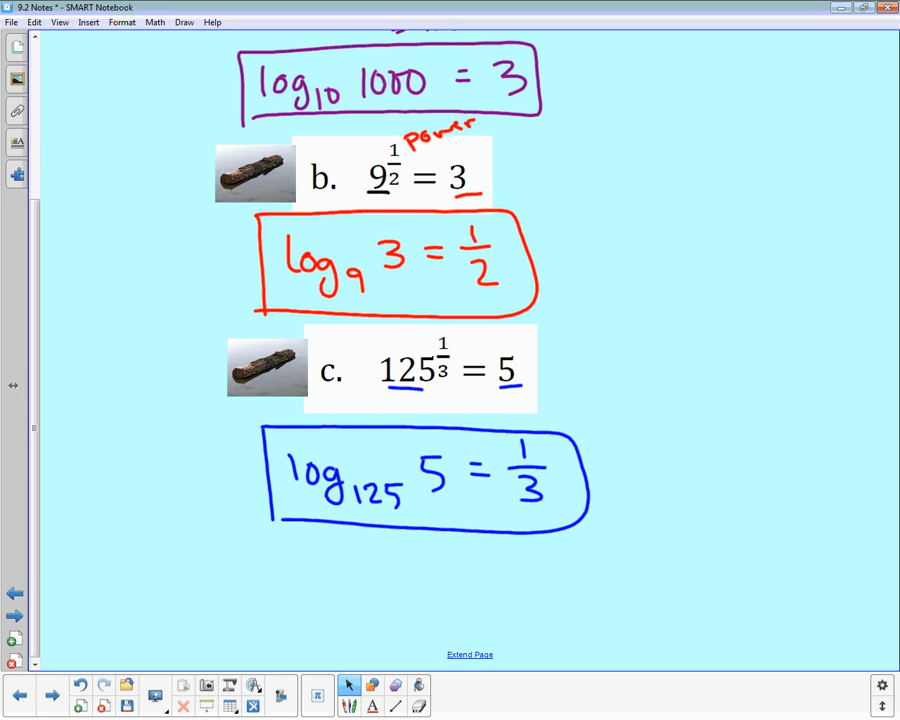 9.2 Notes * - SMART Notebook
File Edit View Insert Format Math Draw Help
log₁₀ 1000 = 3
power
b. 9^(1/2) = 3
log₉ 3 = 1/2
c. 125^(1/3) = 5
log₁₂₅ 5 = 1/3
Extend Page